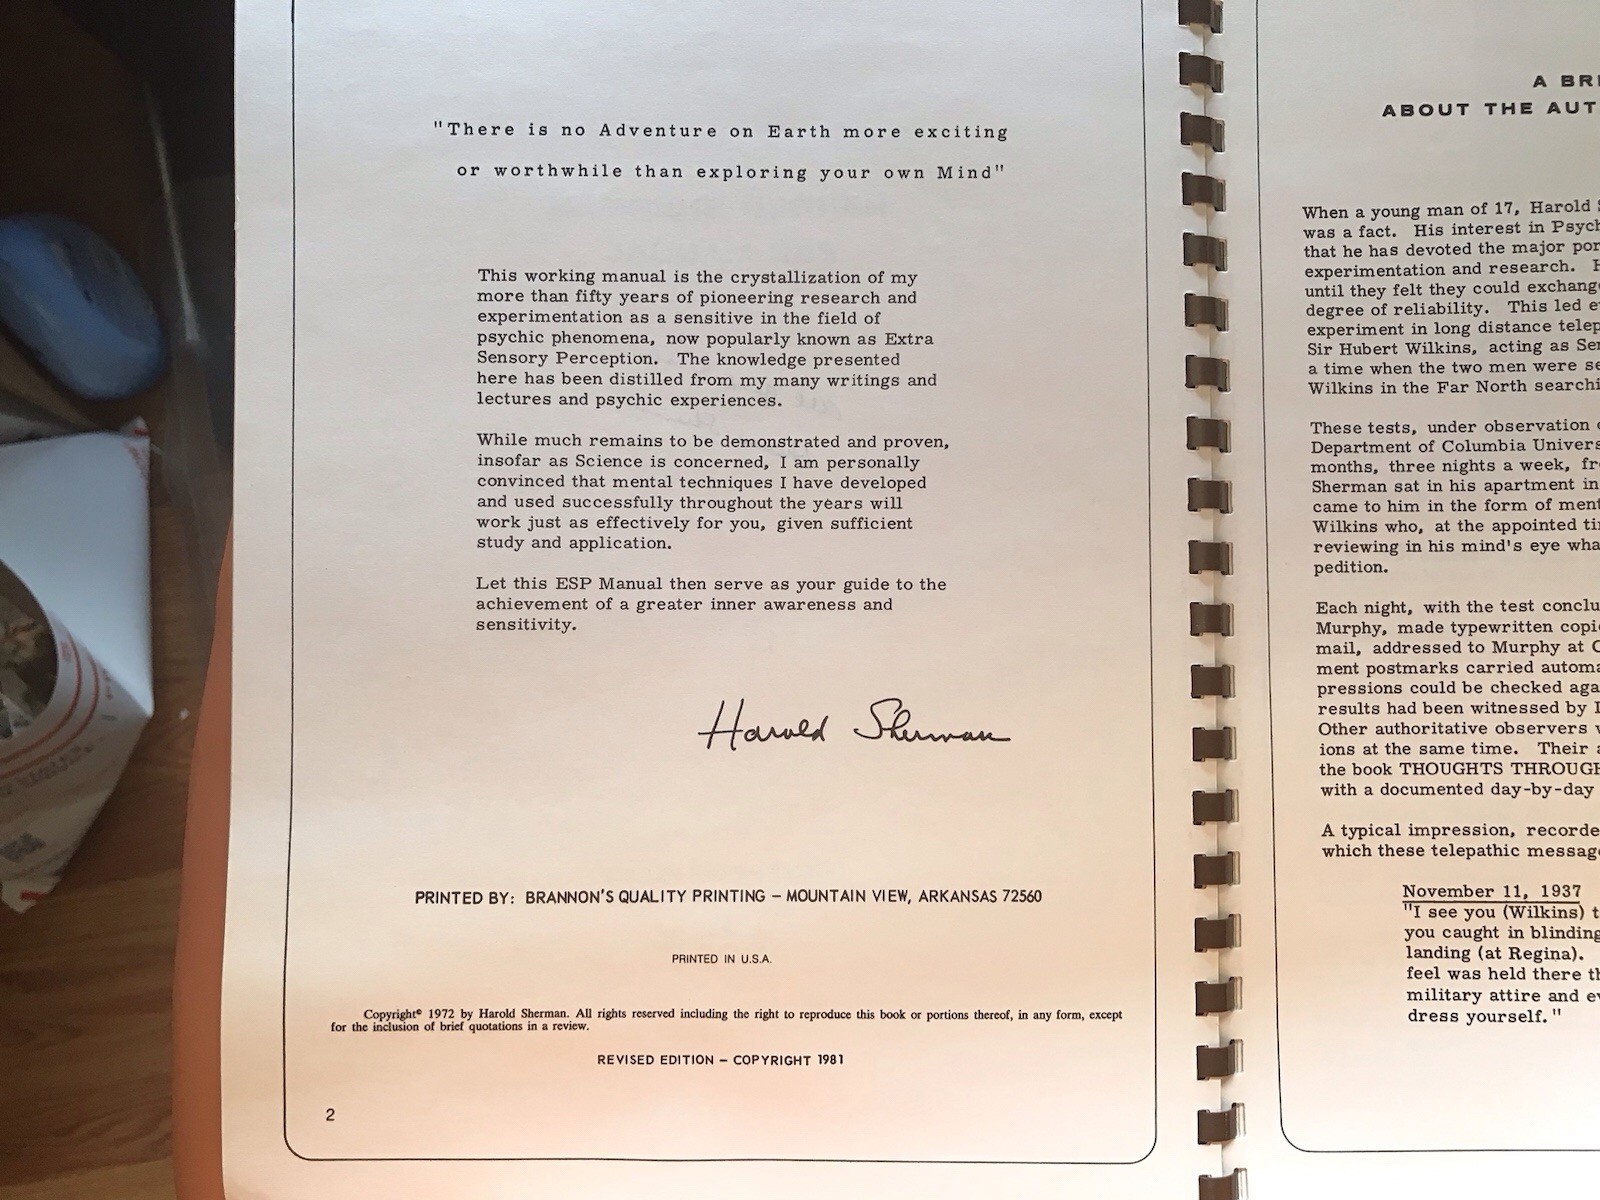 "There is no Adventure on Earth more exciting
or worthwhile than exploring your own Mind"
This working manual is the crystallization of my
more than fifty years of pioneering research and
experimentation as a sensitive in the field of
psychic phenomena, now popularly known as Extra
Sensory Perception. The knowledge presented
here has been distilled from my many writings and
lectures and psychic experiences.
While much remains to be demonstrated and proven,
insofar as Science is concerned, I am personally
convinced that mental techniques I have developed
and used successfully throughout the years will
work just as effectively for you, given sufficient
study and application.
Let this ESP Manual then serve as your guide to the
achievement of a greater inner awareness and
sensitivity.
Harold Sherman
PRINTED BY: BRANNON'S QUALITY PRINTING – MOUNTAIN VIEW, ARKANSAS 72560
PRINTED IN U.S.A.
Copyright© 1972 by Harold Sherman. All rights reserved including the right to reproduce this book or portions thereof, in any form, except
for the inclusion of brief quotations in a review.
REVISED EDITION – COPYRIGHT 1981
2
A
ABOUT THE
When a young man of 17, Harold
was a fact. His interest in
that he has devoted the major
experimentation and research.
until they felt they could
degree of reliability. This led
experiment in long distance
Sir Hubert Wilkins, acting as
a time when the two men were
Wilkins in the Far North
These tests, under observation
Department of Columbia
months, three nights a week,
Sherman sat in his apartment in
came to him in the form of
Wilkins who, at the appointed
reviewing in his mind's eye
pedition.
Each night, with the test
Murphy, made typewritten
mail, addressed to Murphy at
ment postmarks carried
pressions could be checked
results had been witnessed by
Other authoritative observers
ions at the same time. Their
the book THOUGHTS
with a documented day-by-day
A typical impression,
which these telepathic
November 11, 1937
"I see you (Wilkins)
you caught in blinding
landing (at Regina).
feel was held there
military attire and
dress yourself."